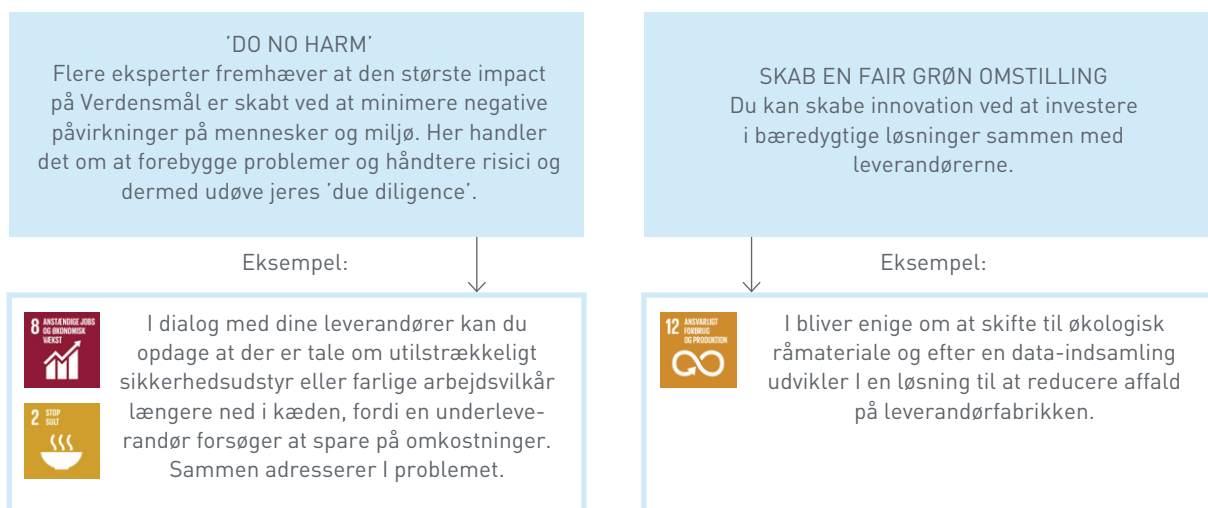 'DO NO HARM'
Flere eksperter fremhæver at den største impact
på Verdensmål er skabt ved at minimere negative
påvirkninger på mennesker og miljø. Her handler
det om at forebygge problemer og håndtere risici og
dermed udøve jeres 'due diligence'.
Eksempel:
8 ANSTÆNDIGE JOBS
OG ØKONOMISK
VÆKST
2 STOP
SULT
I dialog med dine leverandører kan du
opdage at der er tale om utilstrækkeligt
sikkerhedsudstyr eller farlige arbejdsvilkår
længere ned i kæden, fordi en underleve-
randør forsøger at spare på omkostninger.
Sammen adresserer I problemet.
SKAB EN FAIR GRØN OMSTILLING
Du kan skabe innovation ved at investere
i bæredygtige løsninger sammen med
leverandørerne.
Eksempel:
12 ANSVARLIGT
FORBRUG
OG PRODUKTION
I bliver enige om at skifte til økologisk
råmateriale og efter en data-indsamling
udvikler I en løsning til at reducere affald
på leverandørfabrikken.